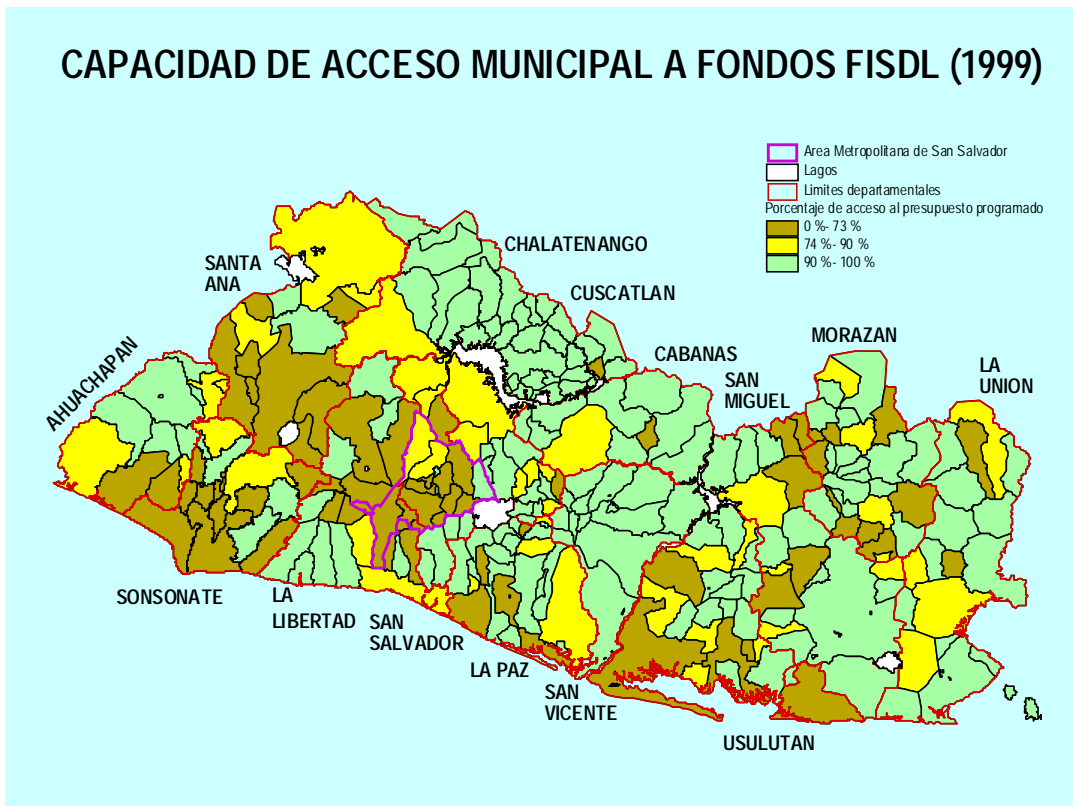 CAPACIDAD DE ACCESO MUNICIPAL A FONDOS FISDL (1999)
Area Metropolitana de San Salvador
Lagos
Limites departamentales
Porcentaje de acceso al presupuesto programado
0 %- 73 %
74 %- 90 %
90 %- 100 %
CHALATENANGO
SANTA
ANA
CUSCATLAN
MORAZAN
CABANAS
LA
UNION
SAN
MIGUEL
AHUACHAPAN
SONSONATE
LA
LIBERTAD
SAN
SALVADOR
LA PAZ
SAN
VICENTE
USULUTAN